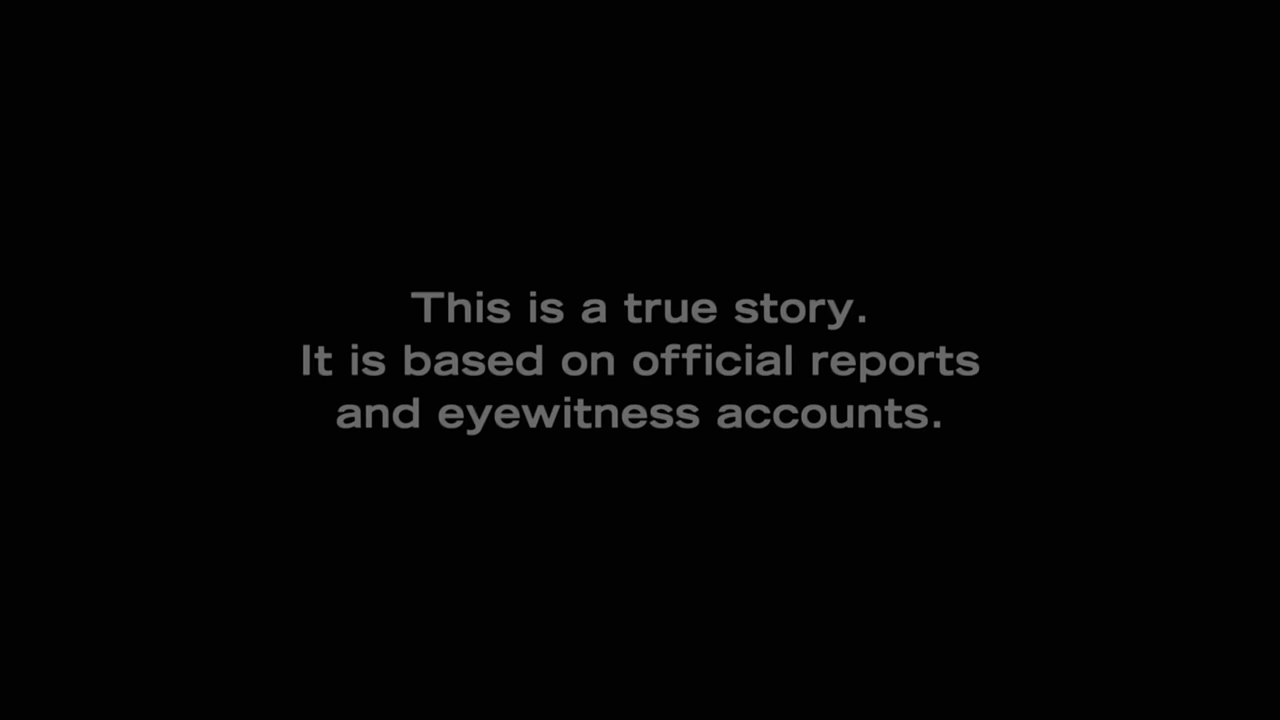 This is a true story.
It is based on official reports
and eyewitness accounts.